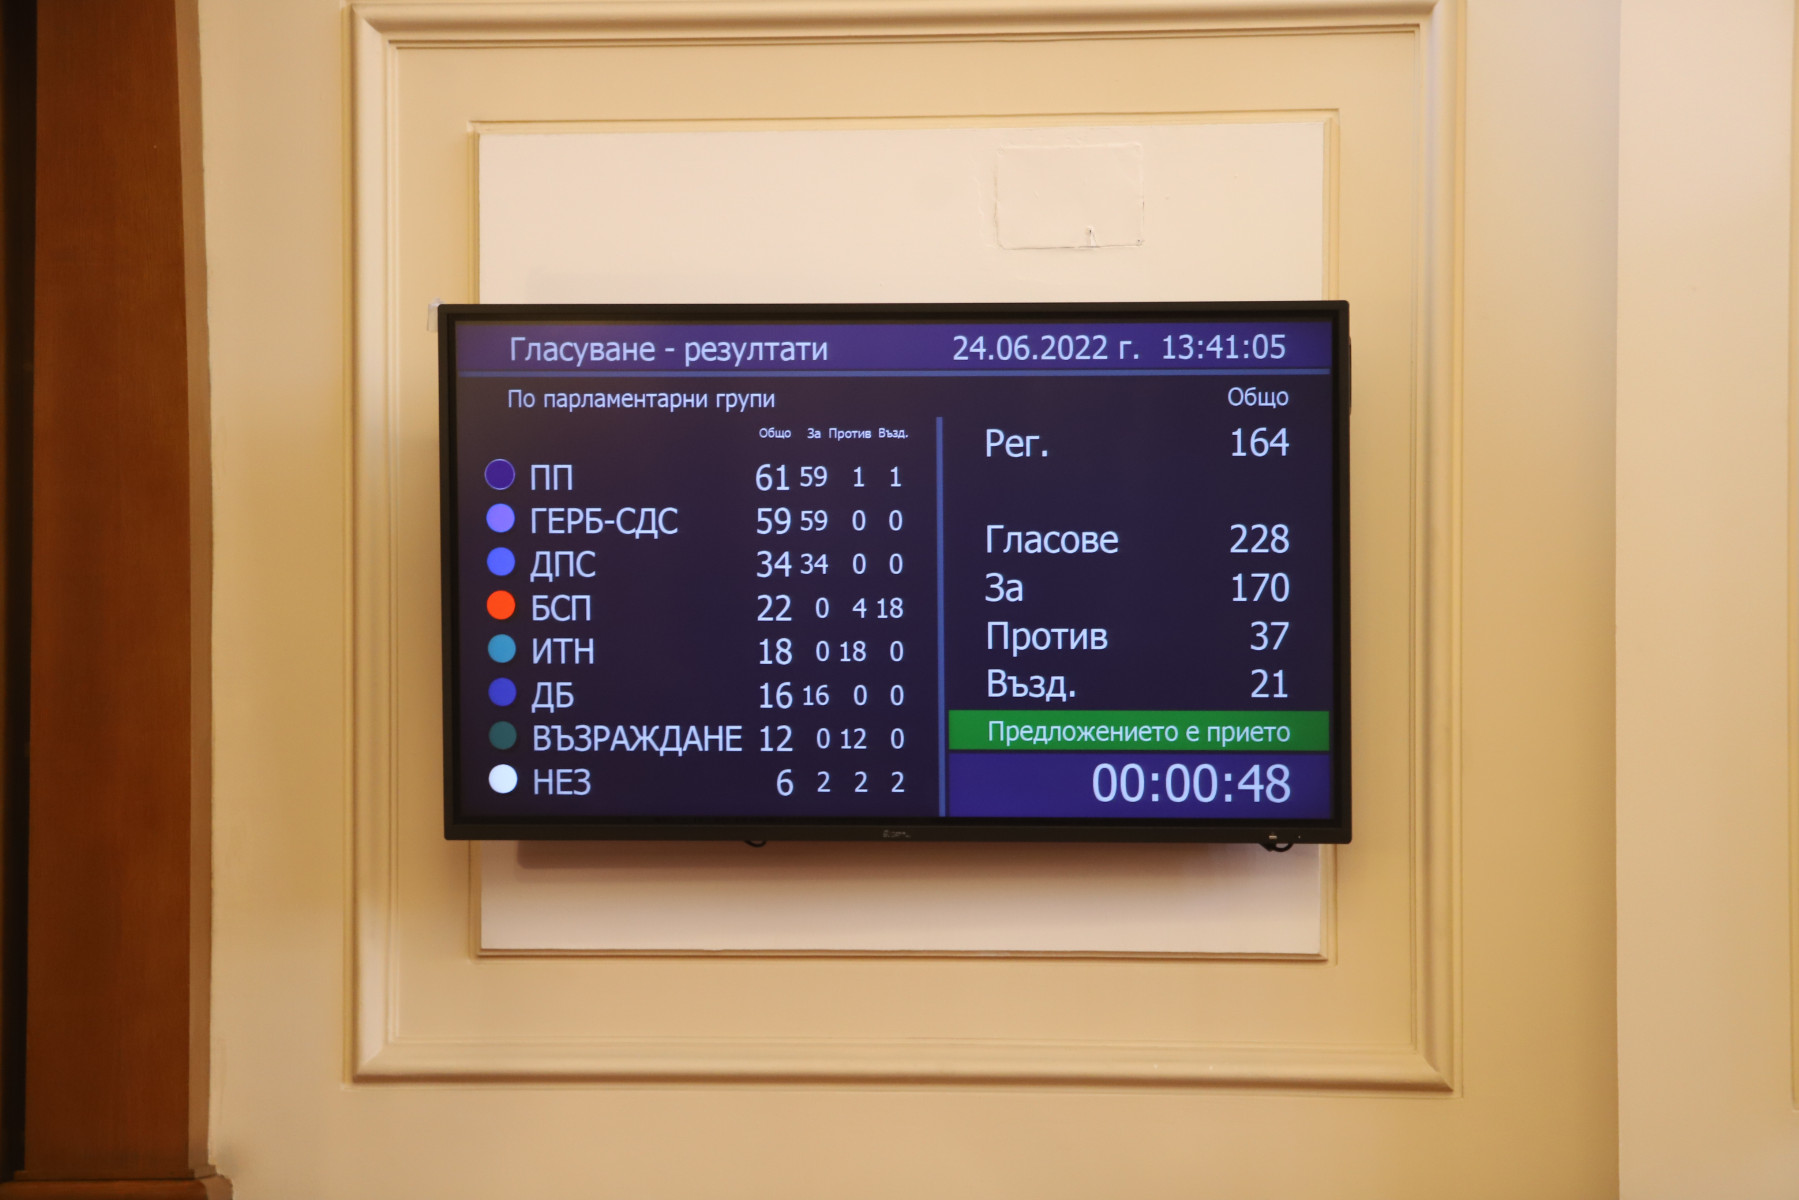 Гласуване - резултати 24.06.2022 г. 13:41:05
По парламентарни групи
Общо За Против Възд.
ПП 61 59 1 1
ГЕРБ-СДС 59 59 0 0
ДПС 34 34 0 0
БСП 22 0 4 18
ИТН 18 0 18 0
ДБ 16 16 0 0
ВЪЗРАЖДАНЕ 12 0 12 0
НЕЗ 6 2 2 2
Общо
Рег. 164
Гласове 228
За 170
Против 37
Възд. 21
Предложението е прието
00:00:48